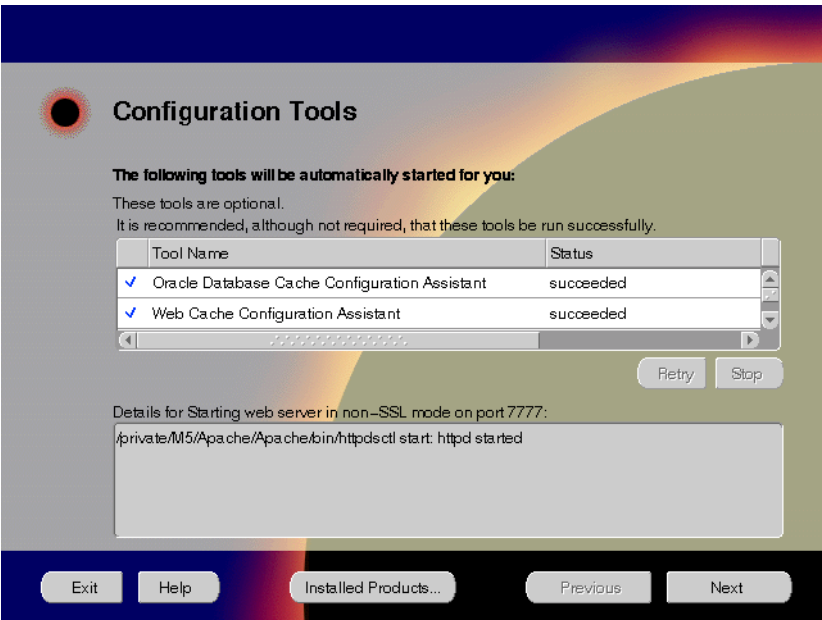 Configuration Tools
The following tools will be automatically started for you:
These tools are optional.
It is recommended, although not required, that these tools be run successfully.
Tool Name Status
Oracle Database Cache Configuration Assistant succeeded
Web Cache Configuration Assistant succeeded
Retry Stop
Details for Starting web server in non-SSL mode on port 7777:
/private/M5/Apache/Apache/bin/httpdsctl start: httpd started
Exit Help Installed Products... Previous Next